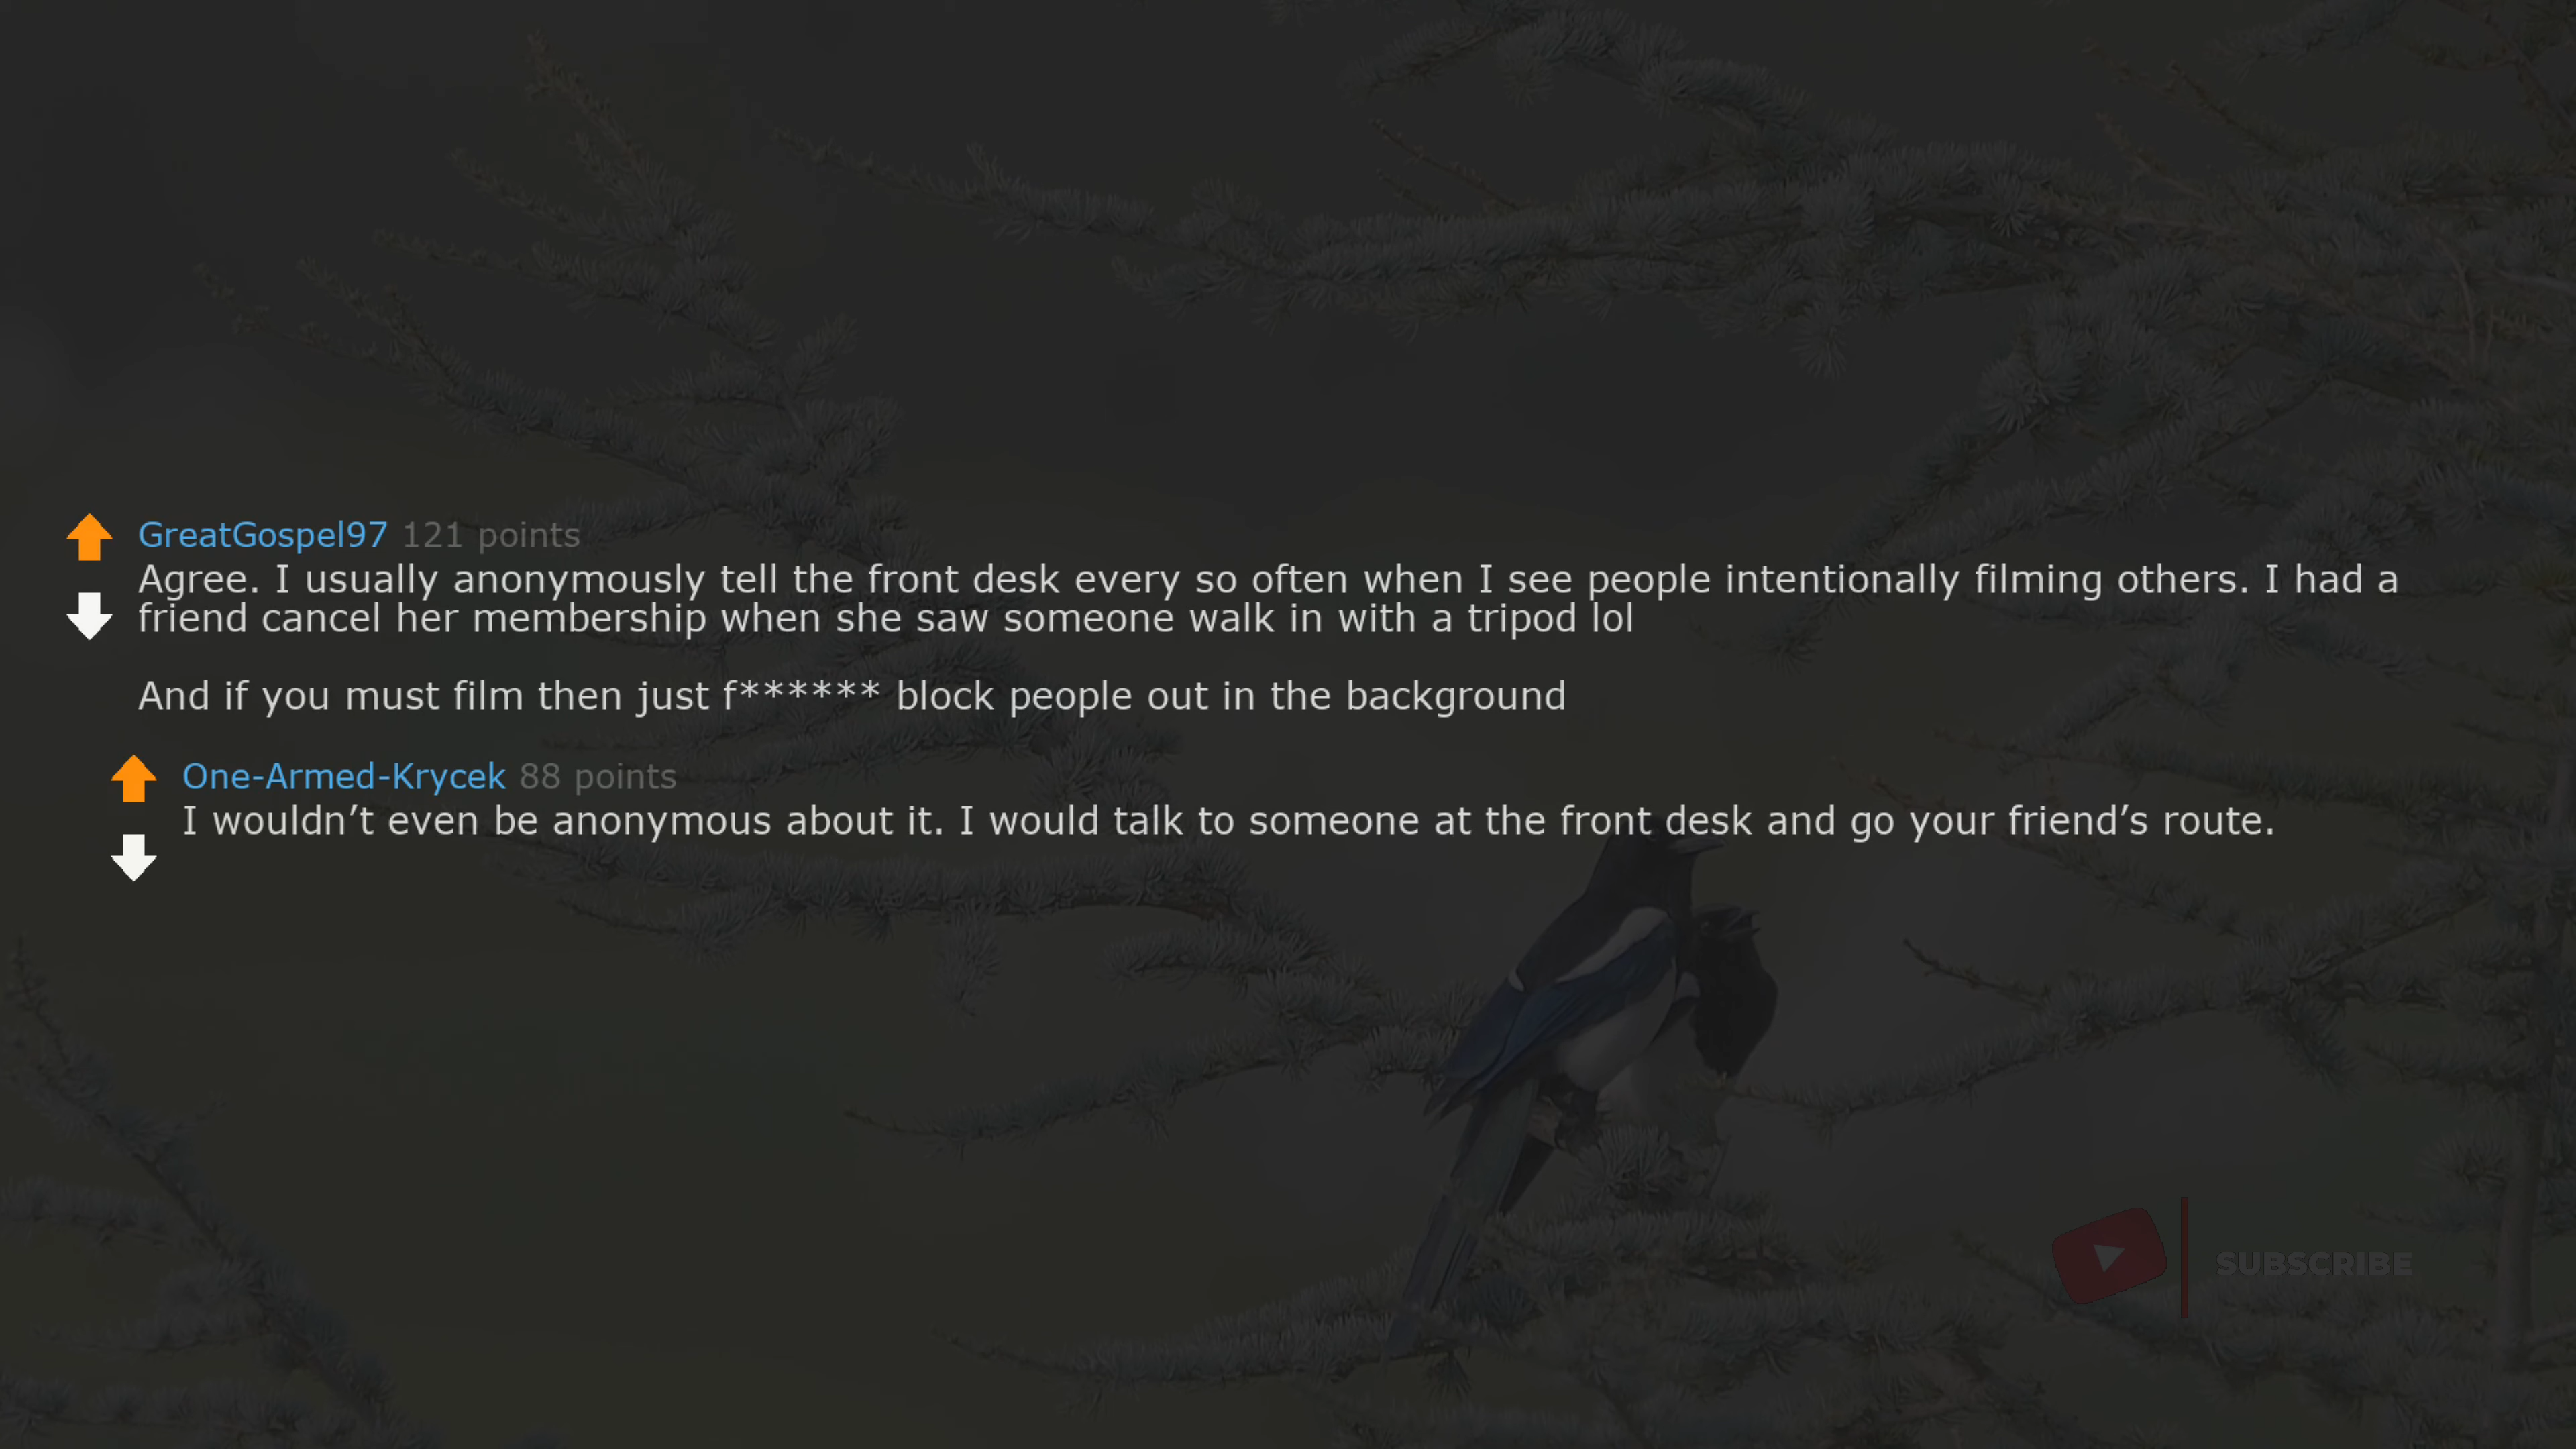 GreatGospel97 121 points
Agree. I usually anonymously tell the front desk every so often when I see people intentionally filming others. I had a
friend cancel her membership when she saw someone walk in with a tripod lol
And if you must film then just f****** block people out in the background
One-Armed-Krycek 88 points
I wouldn’t even be anonymous about it. I would talk to someone at the front desk and go your friend’s route.
SUBSCRIBE